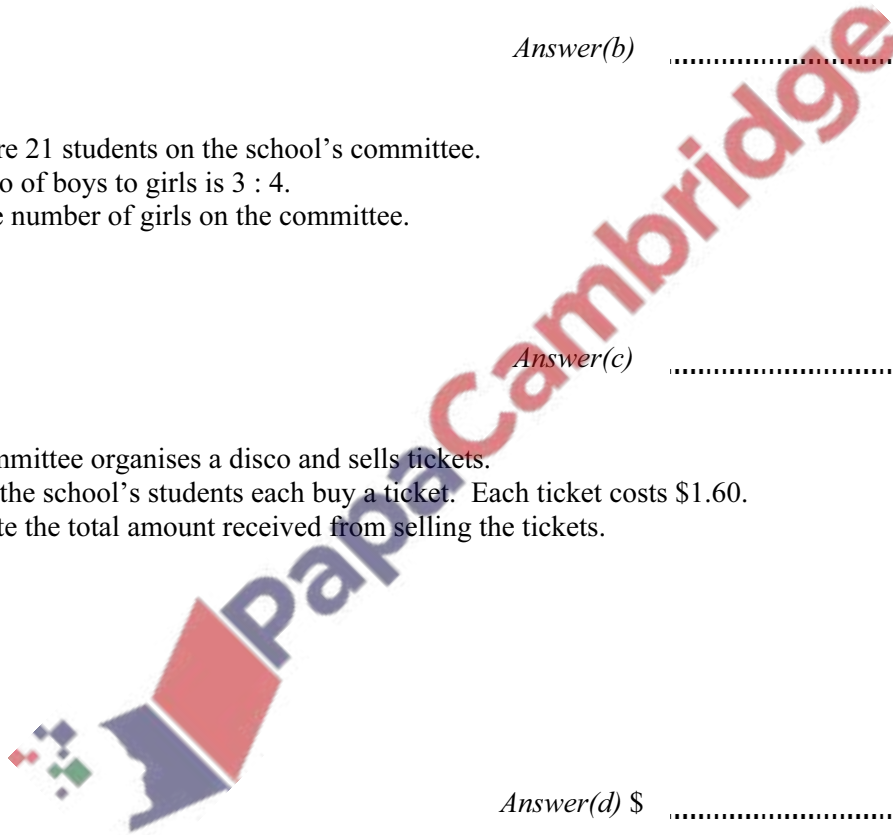 Answer(b) ................................
re 21 students on the school’s committee.
o of boys to girls is 3 : 4.
e number of girls on the committee.
Answer(c) ................................
mmittee organises a disco and sells tickets.
the school’s students each buy a ticket. Each ticket costs $1.60.
te the total amount received from selling the tickets.
PapaCambridge
Answer(d) $ ................................